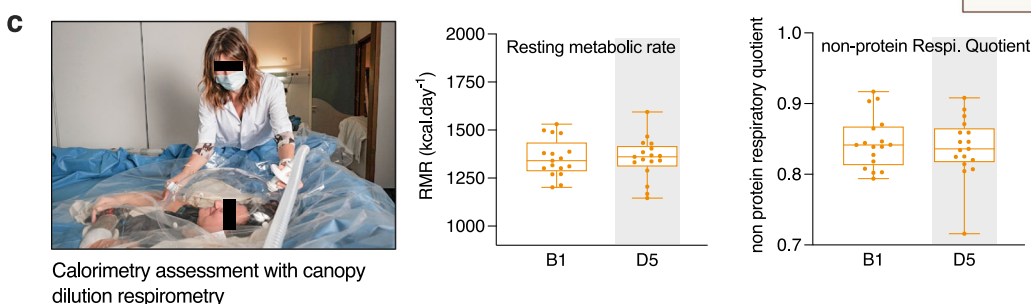 c
Calorimetry assessment with canopy
dilution respirometry
RMR (kcal.day⁻¹)
2000
1750
1500
1250
1000
Resting metabolic rate
B1 D5
non protein respiratory quotient
1.0
0.9
0.8
0.7
non-protein Respi. Quotient
B1 D5